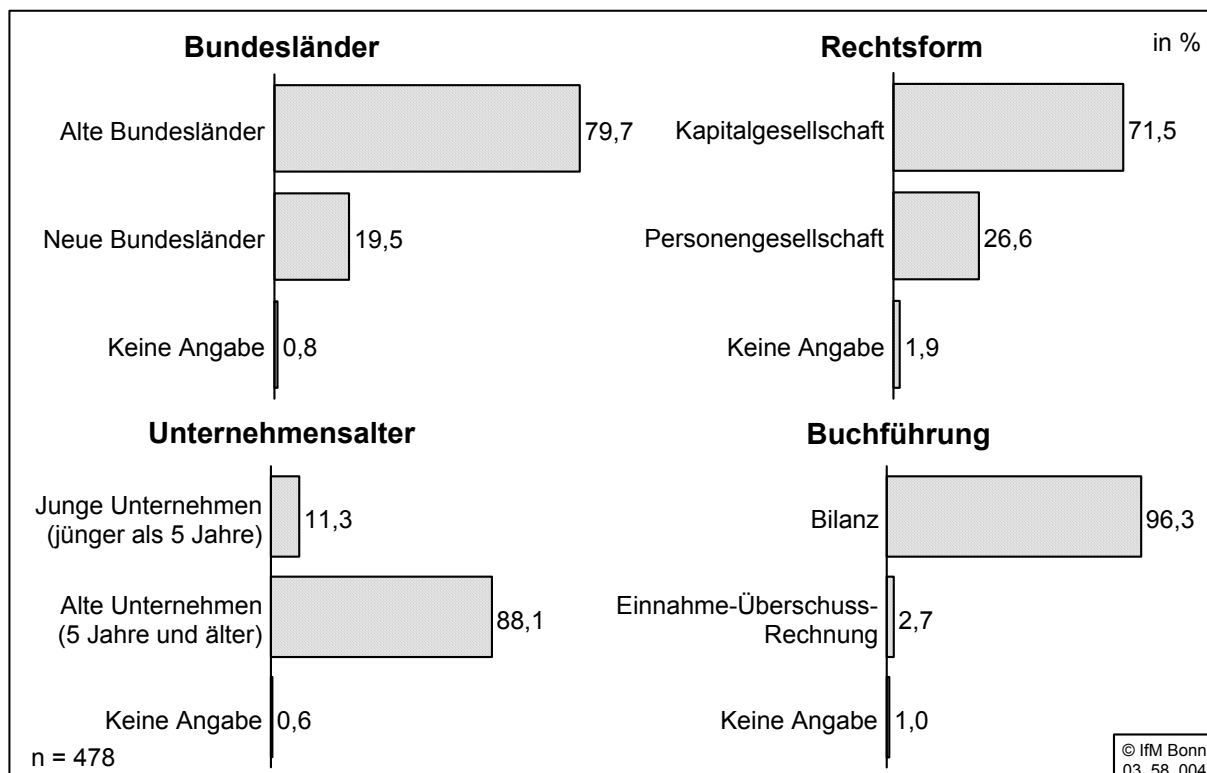 Bundesländer
Alte Bundesländer
79,7
Neue Bundesländer
19,5
Keine Angabe
0,8
Rechtsform
in %
Kapitalgesellschaft
71,5
Personengesellschaft
26,6
Keine Angabe
1,9
Unternehmensalter
Junge Unternehmen
(jünger als 5 Jahre)
11,3
Alte Unternehmen
(5 Jahre und älter)
88,1
Keine Angabe
0,6
n = 478
Buchführung
Bilanz
96,3
Einnahme-Überschuss-
Rechnung
2,7
Keine Angabe
1,0
© IfM Bonn
03 58 004